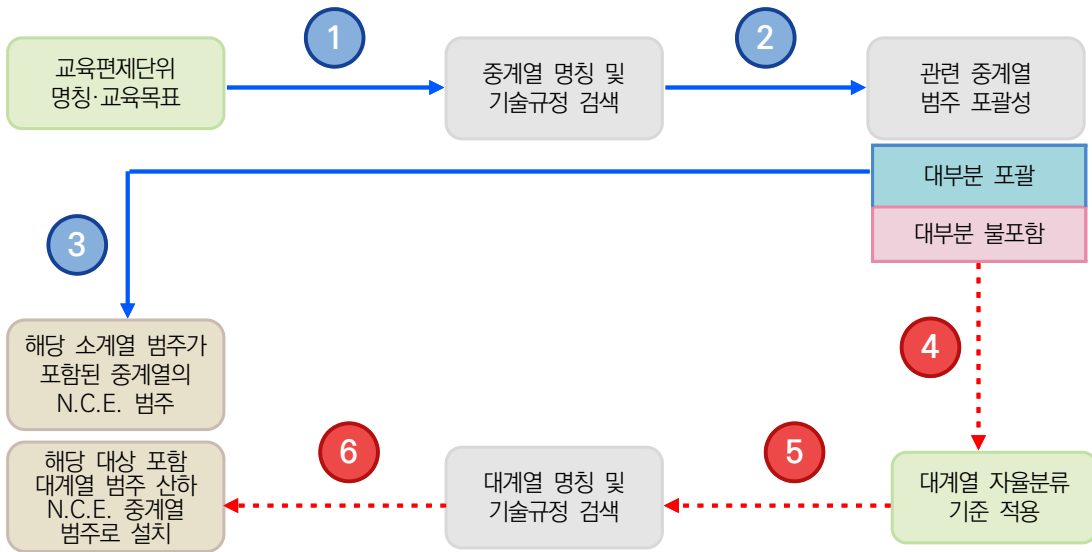 1
2
교육편제단위
명칭·교육목표
중계열 명칭 및
기술규정 검색
관련 중계열
범주 포괄성
대부분 포괄
대부분 불포함
3
4
해당 소계열 범주가
포함된 중계열의
N.C.E. 범주
해당 대상 포함
대계열 범주 산하
N.C.E. 중계열
범주로 설치
6
대계열 명칭 및
기술규정 검색
5
대계열 자율분류
기준 적용